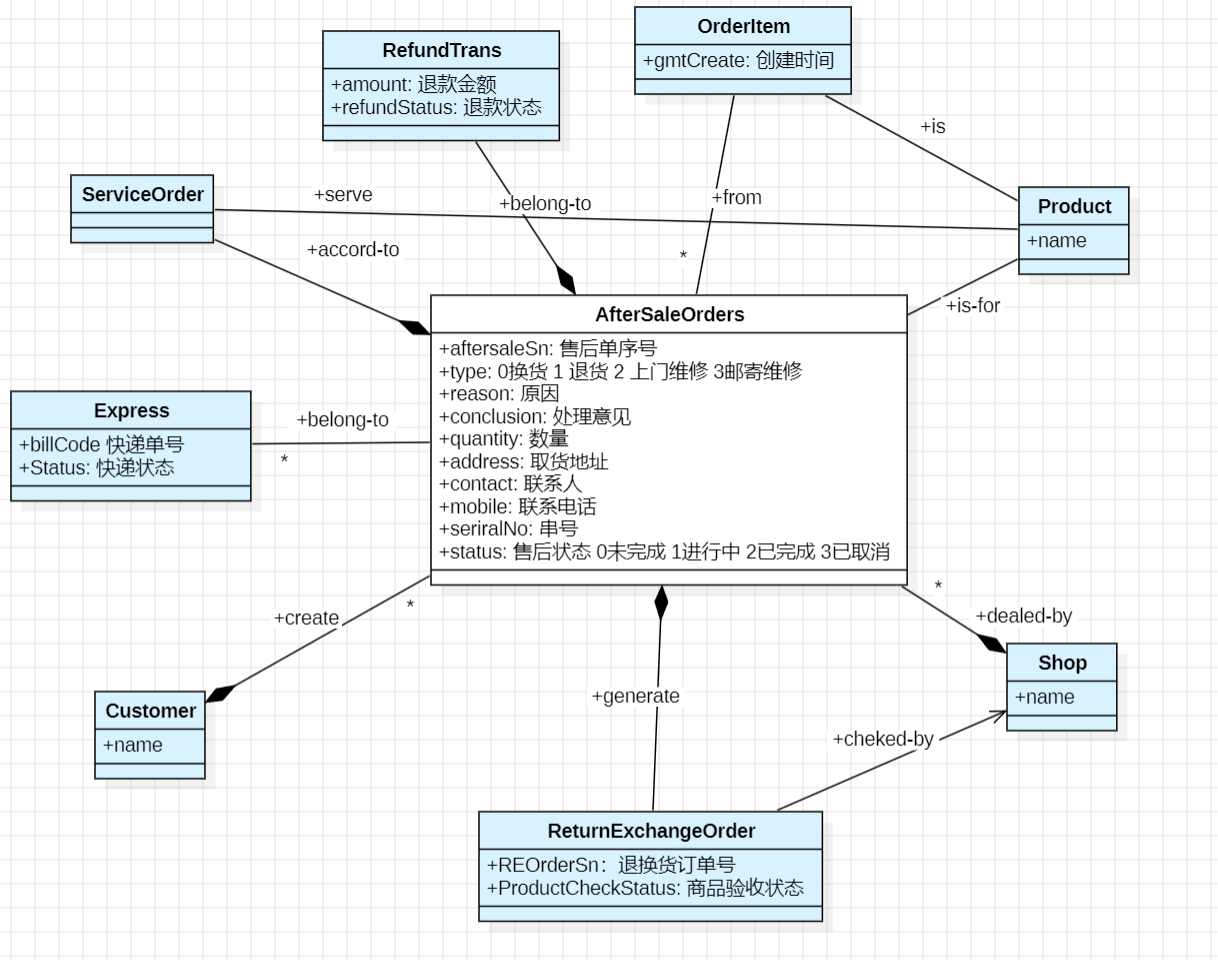 OrderItem
+gmtCreate: 创建时间
RefundTrans
+amount: 退款金额
+refundStatus: 退款状态
+is
ServiceOrder
+serve
+belong-to
+from
Product
+name
+accord-to
*
+is-for
AfterSaleOrders
+aftersaleSn: 售后单序号
+type: 0换货 1 退货 2 上门维修 3邮寄维修
+reason: 原因
+conclusion: 处理意见
+quantity: 数量
+address: 取货地址
+contact: 联系人
+mobile: 联系电话
+seriralNo: 串号
+status: 售后状态 0未完成 1进行中 2已完成 3已取消
Express
+billCode 快递单号
+Status: 快递状态
+belong-to
*
*
+create
*
+dealed-by
Customer
+name
+generate
Shop
+name
+cheked-by
ReturnExchangeOrder
+REOrderSn：退换货订单号
+ProductCheckStatus: 商品验收状态